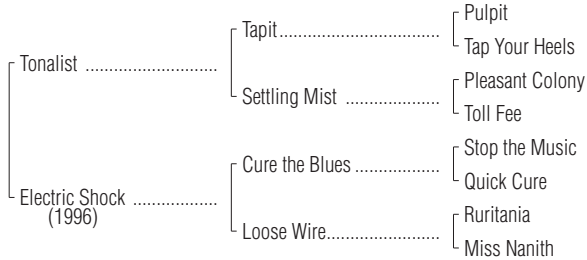 Pulpit
Tapit........................................
Tap Your Heels
Tonalist .................................
Pleasant Colony
Settling Mist .......................
Toll Fee
Stop the Music
Cure the Blues .....................
Quick Cure
Electric Shock .....................
(1996)
Ruritania
Loose Wire............................
Miss Nanith